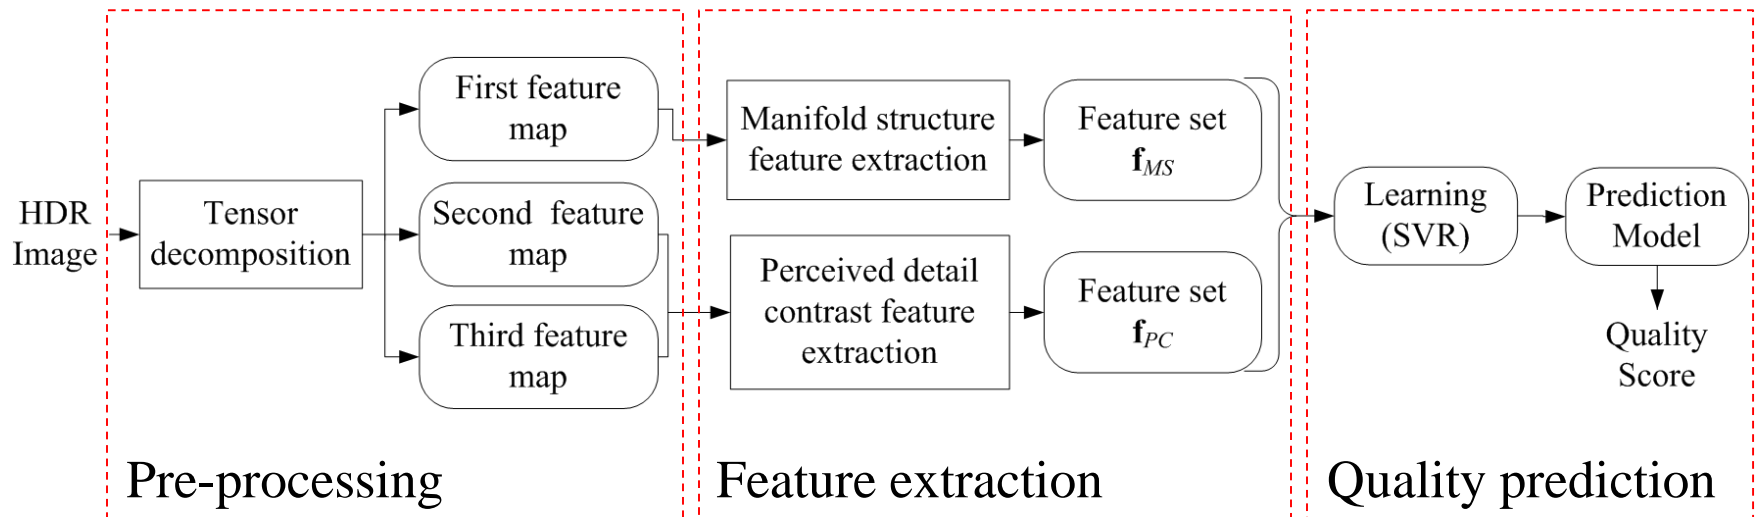 HDR
Image
Tensor
decomposition
First feature
map
Second feature
map
Third feature
map
Pre-processing
Manifold structure
feature extraction
Feature set
f_MS
Perceived detail
contrast feature
extraction
Feature set
f_PC
Feature extraction
Learning
(SVR)
Prediction
Model
Quality
Score
Quality prediction